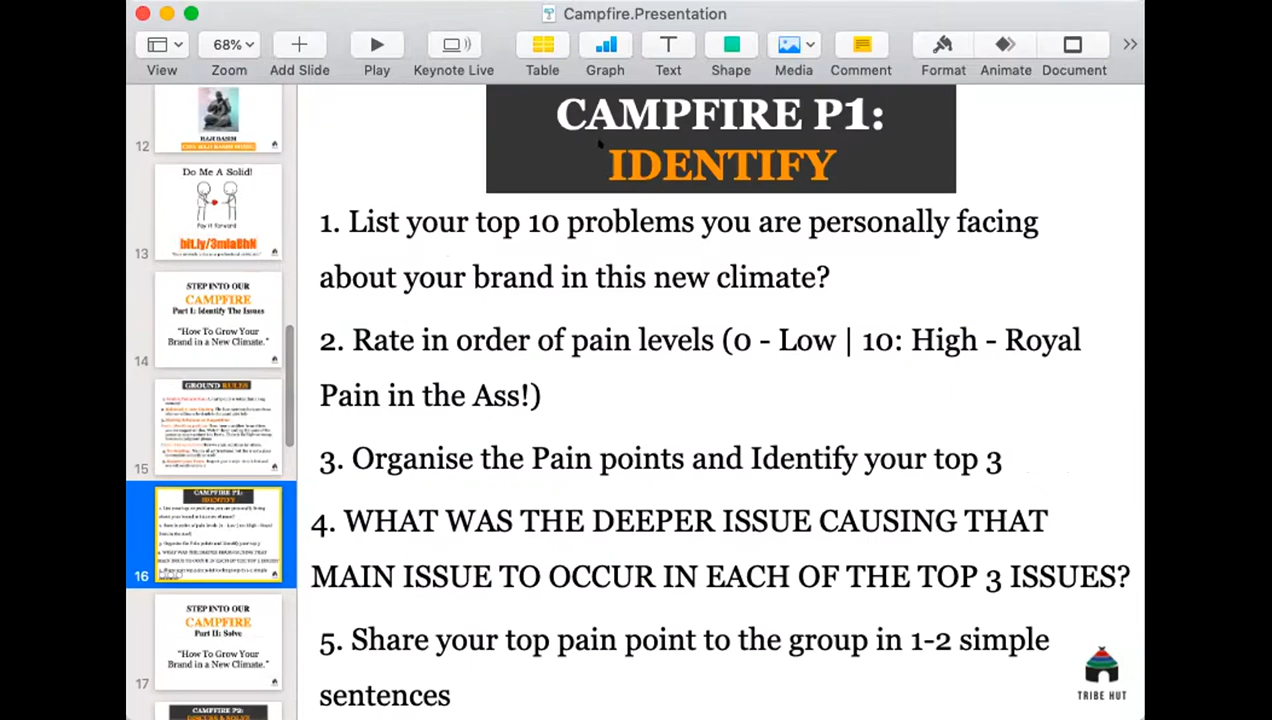 Campfire.Presentation
68%
View Zoom Add Slide Play Keynote Live Table Graph Text Shape Media Comment Format Animate Document
12
Do Me A Solid!
Pay it Forward
13
STEP INTO OUR
CAMPFIRE
Part I: Identify The Issues
"How To Grow Your
Brand in a New Climate."
14
GROUND RULES
15
CAMPFIRE P1:
IDENTIFY
16
STEP INTO OUR
CAMPFIRE
Part II: Solve
"How To Grow Your
Brand in a New Climate."
17
CAMPFIRE P1:
IDENTIFY
1. List your top 10 problems you are personally facing
about your brand in this new climate?
2. Rate in order of pain levels (0 - Low | 10: High - Royal
Pain in the Ass!)
3. Organise the Pain points and Identify your top 3
4. WHAT WAS THE DEEPER ISSUE CAUSING THAT
MAIN ISSUE TO OCCUR IN EACH OF THE TOP 3 ISSUES?
5. Share your top pain point to the group in 1-2 simple
sentences
TRIBE HUT